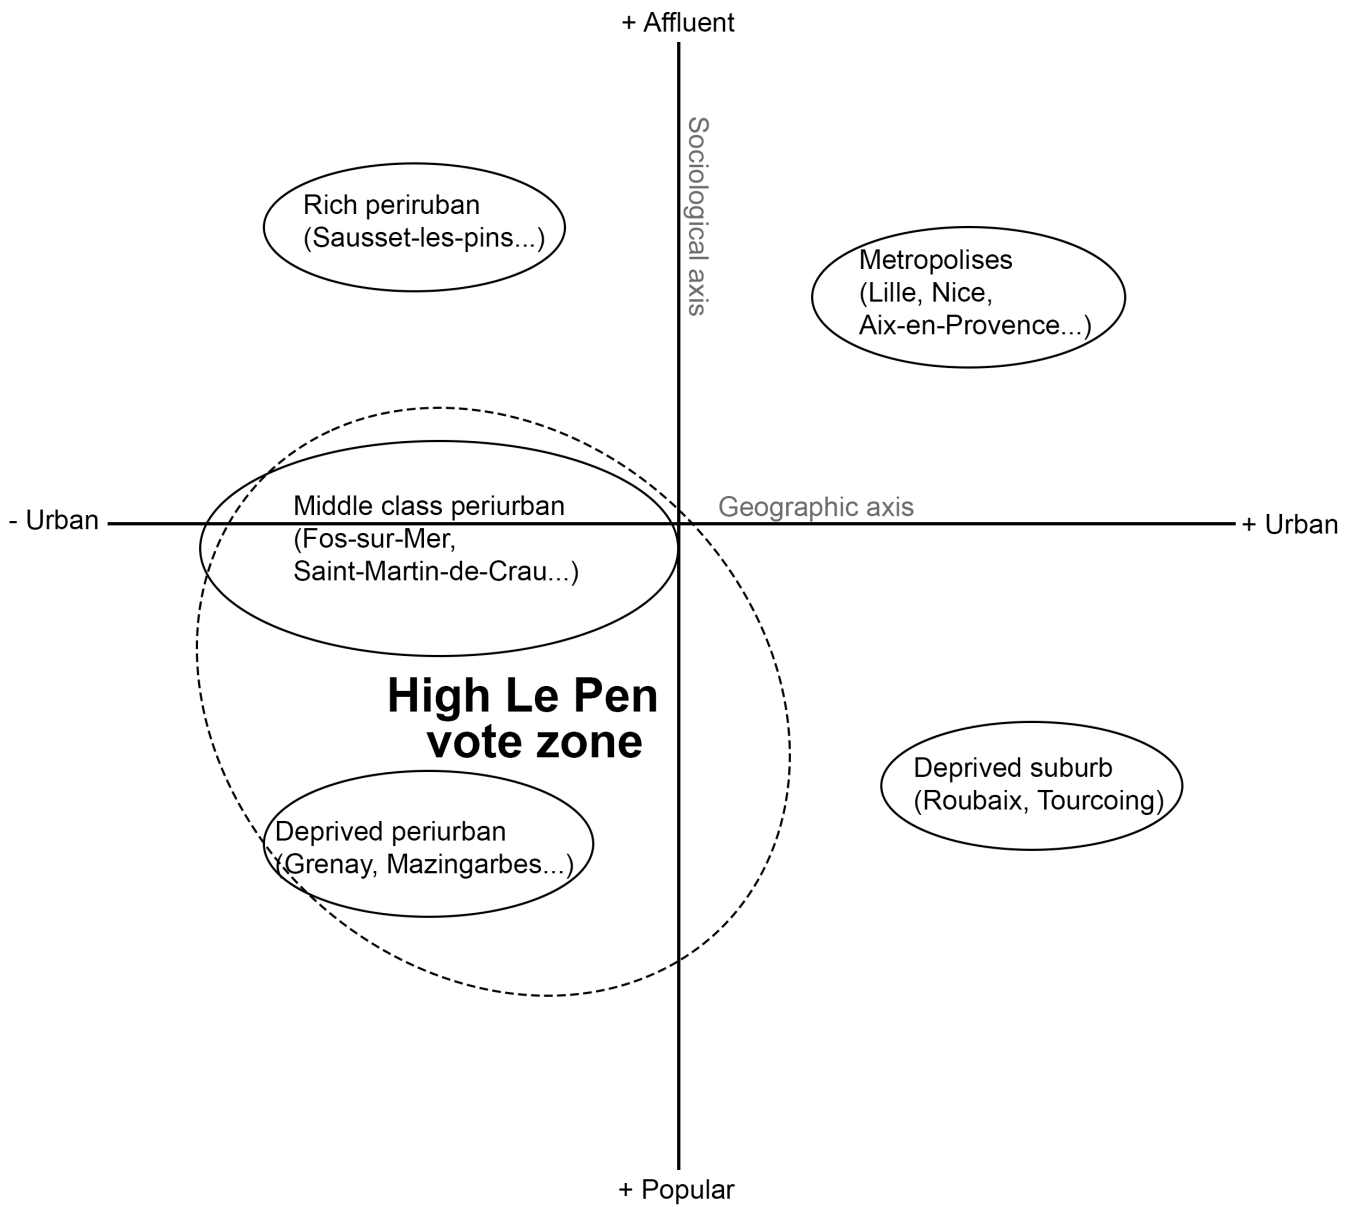 + Affluent
Sociological axis
Rich periruban
(Sausset-les-pins...)
Metropolises
(Lille, Nice,
Aix-en-Provence...)
- Urban
Middle class periurban
(Fos-sur-Mer,
Saint-Martin-de-Crau...)
Geographic axis
+ Urban
High Le Pen
vote zone
Deprived suburb
(Roubaix, Tourcoing)
Deprived periurban
(Grenay, Mazingarbes...)
+ Popular